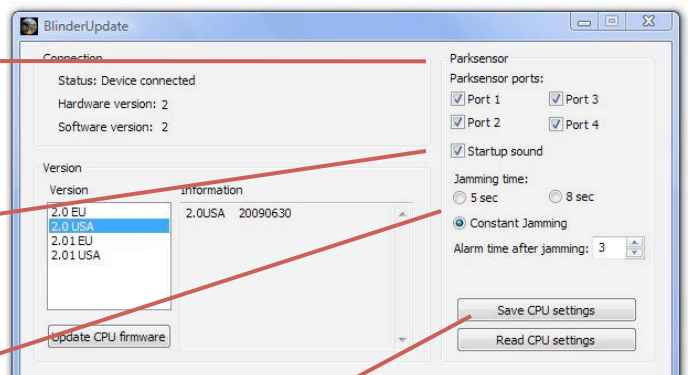 BlinderUpdate
Connection
Status: Device connected
Hardware version: 2
Software version: 2
Version
Version
Information
2.0 EU
2.0 USA
2.01 EU
2.01 USA
2.0USA 20090630
Update CPU firmware
Parksensor
Parksensor ports:
Port 1 Port 3
Port 2 Port 4
Startup sound
Jamming time:
5 sec 8 sec
Constant Jamming
Alarm time after jamming: 3
Save CPU settings
Read CPU settings